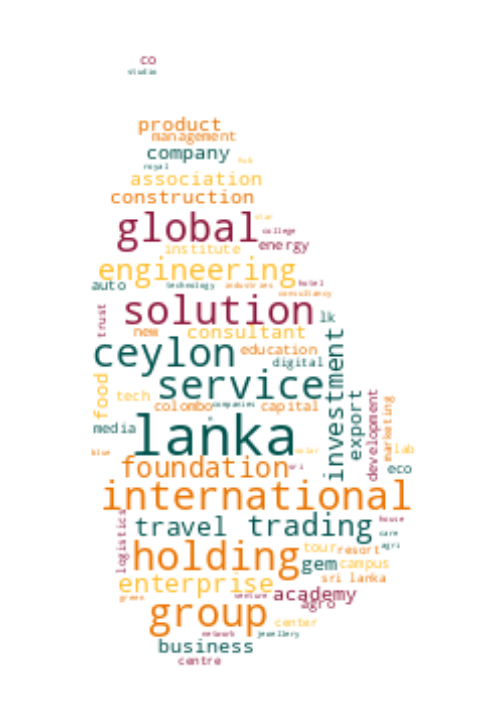 co
studio
product
management
company
hub
royal
association
construction
star
global
college
institute energy
engineering
auto technology industries hotel
consultancy
trust solution lk
new consultant
ceylon education
digital
service investment
food tech
colombo companies capital
export development marketing
media lanka
blue solar lab
foundation sri eco
international
logistics travel trading house
care
holding tour resort agri
gem campus
enterprise sri lanka
green venture academy
agro
group center
network jewellery
business
centre